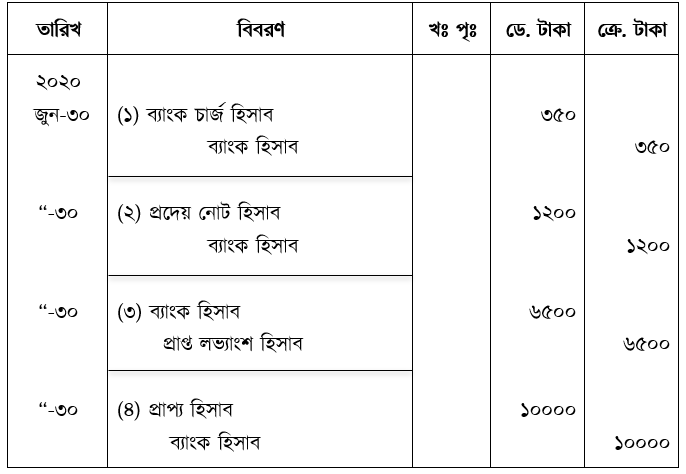 তারিখ বিবরণ খঃ পৃঃ ডে. টাকা ক্রে. টাকা
২০২০
জুন-৩০ (১) ব্যাংক চার্জ হিসাব ৩৫০
ব্যাংক হিসাব ৩৫০
“-৩০ (২) প্রদেয় নোট হিসাব ১২০০
ব্যাংক হিসাব ১২০০
“-৩০ (৩) ব্যাংক হিসাব ৬৫০০
প্রাপ্ত লভ্যাংশ হিসাব ৬৫০০
“-৩০ (৪) প্রাপ্য হিসাব ১০০০০
ব্যাংক হিসাব ১০০০০